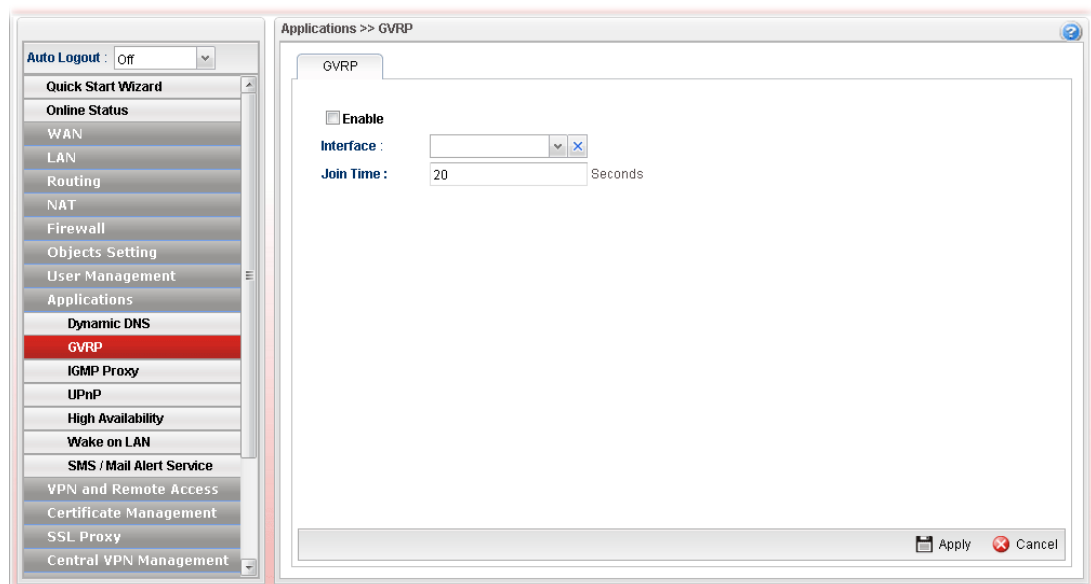 Applications >> GVRP
Auto Logout : Off
Quick Start Wizard
Online Status
WAN
LAN
Routing
NAT
Firewall
Objects Setting
User Management
Applications
Dynamic DNS
GVRP
IGMP Proxy
UPnP
High Availability
Wake on LAN
SMS / Mail Alert Service
VPN and Remote Access
Certificate Management
SSL Proxy
Central VPN Management
GVRP
Enable
Interface :
Join Time : 20 Seconds
Apply Cancel